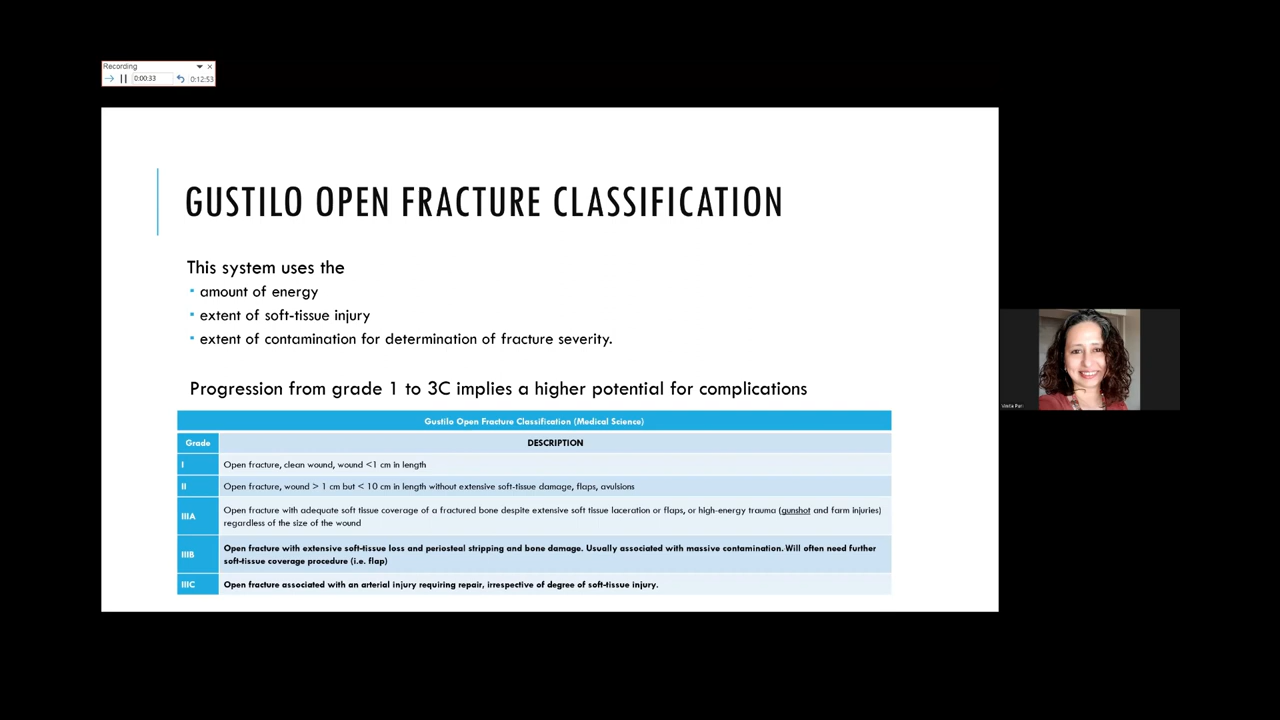 Recording
0:00:33
0:12:53
GUSTILO OPEN FRACTURE CLASSIFICATION
This system uses the
amount of energy
extent of soft-tissue injury
extent of contamination for determination of fracture severity.
Progression from grade 1 to 3C implies a higher potential for complications
Gustilo Open Fracture Classification (Medical Science)
Grade DESCRIPTION
I Open fracture, clean wound, wound <1 cm in length
II Open fracture, wound > 1 cm but < 10 cm in length without extensive soft-tissue damage, flaps, avulsions
IIIA Open fracture with adequate soft tissue coverage of a fractured bone despite extensive soft tissue laceration or flaps, or high-energy trauma (gunshot and farm injuries)
regardless of the size of the wound
IIIB Open fracture with extensive soft-tissue loss and periosteal stripping and bone damage. Usually associated with massive contamination. Will often need further
soft-tissue coverage procedure (i.e. flap)
IIIC Open fracture associated with an arterial injury requiring repair, irrespective of degree of soft-tissue injury.